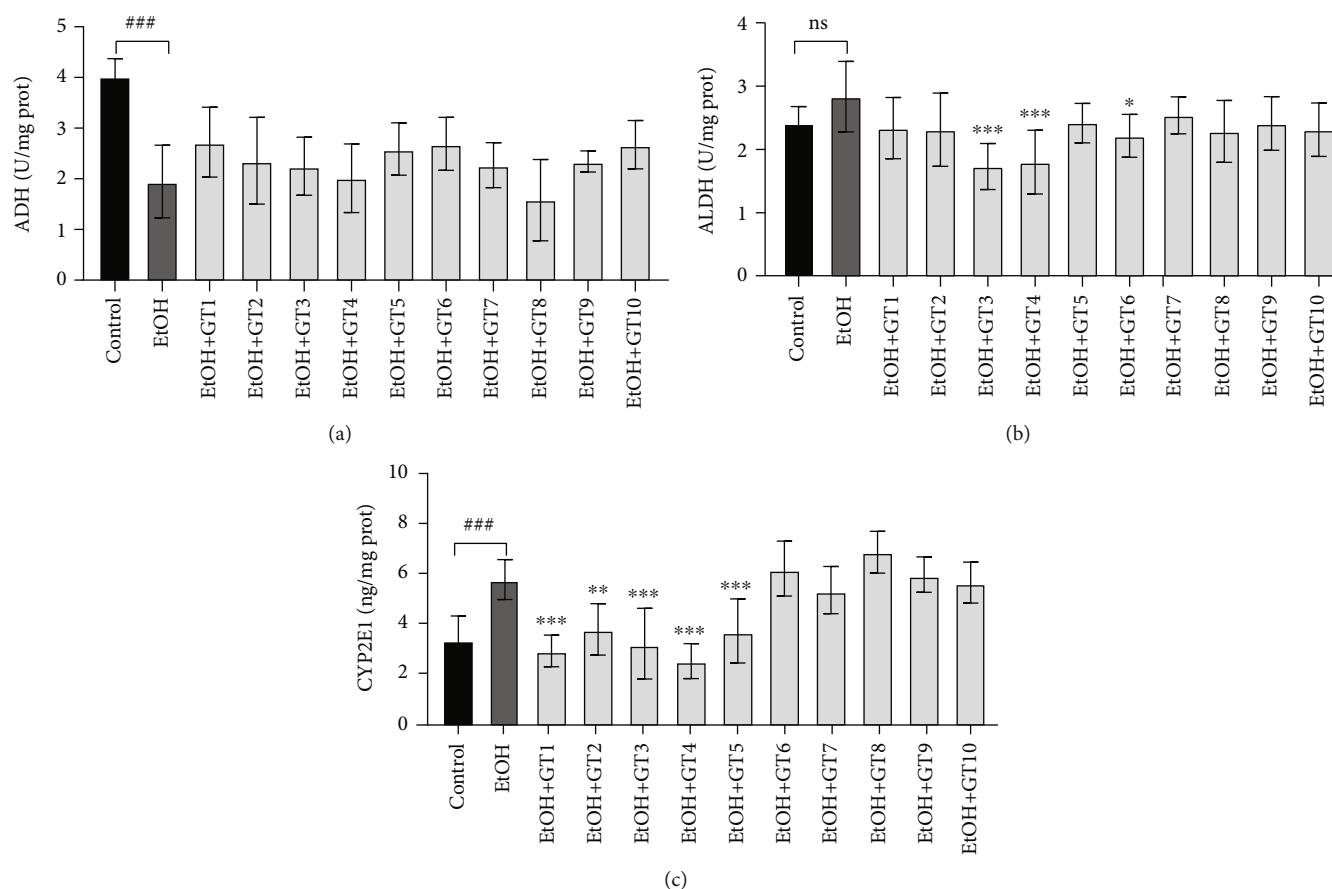 ###
5
4
3
2
1
0
ADH (U/mg prot)
Control
EtOH
EtOH+GT1
EtOH+GT2
EtOH+GT3
EtOH+GT4
EtOH+GT5
EtOH+GT6
EtOH+GT7
EtOH+GT8
EtOH+GT9
EtOH+GT10
(a)
ns
4
3
2
1
0
ALDH (U/mg prot)
***
***
*
Control
EtOH
EtOH+GT1
EtOH+GT2
EtOH+GT3
EtOH+GT4
EtOH+GT5
EtOH+GT6
EtOH+GT7
EtOH+GT8
EtOH+GT9
EtOH+GT10
(b)
10
8
6
4
2
0
CYP2E1 (ng/mg prot)
###
***
**
***
***
***
Control
EtOH
EtOH+GT1
EtOH+GT2
EtOH+GT3
EtOH+GT4
EtOH+GT5
EtOH+GT6
EtOH+GT7
EtOH+GT8
EtOH+GT9
EtOH+GT10
(c)